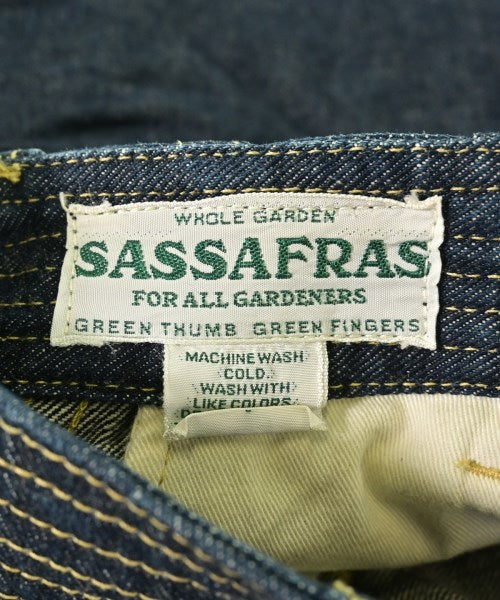 WHOLE GARDEN
SASSAFRAS
FOR ALL GARDENERS
GREEN THUMB GREEN FINGERS
MACHINE WASH
COLD.
WASH WITH
LIKE COLORS